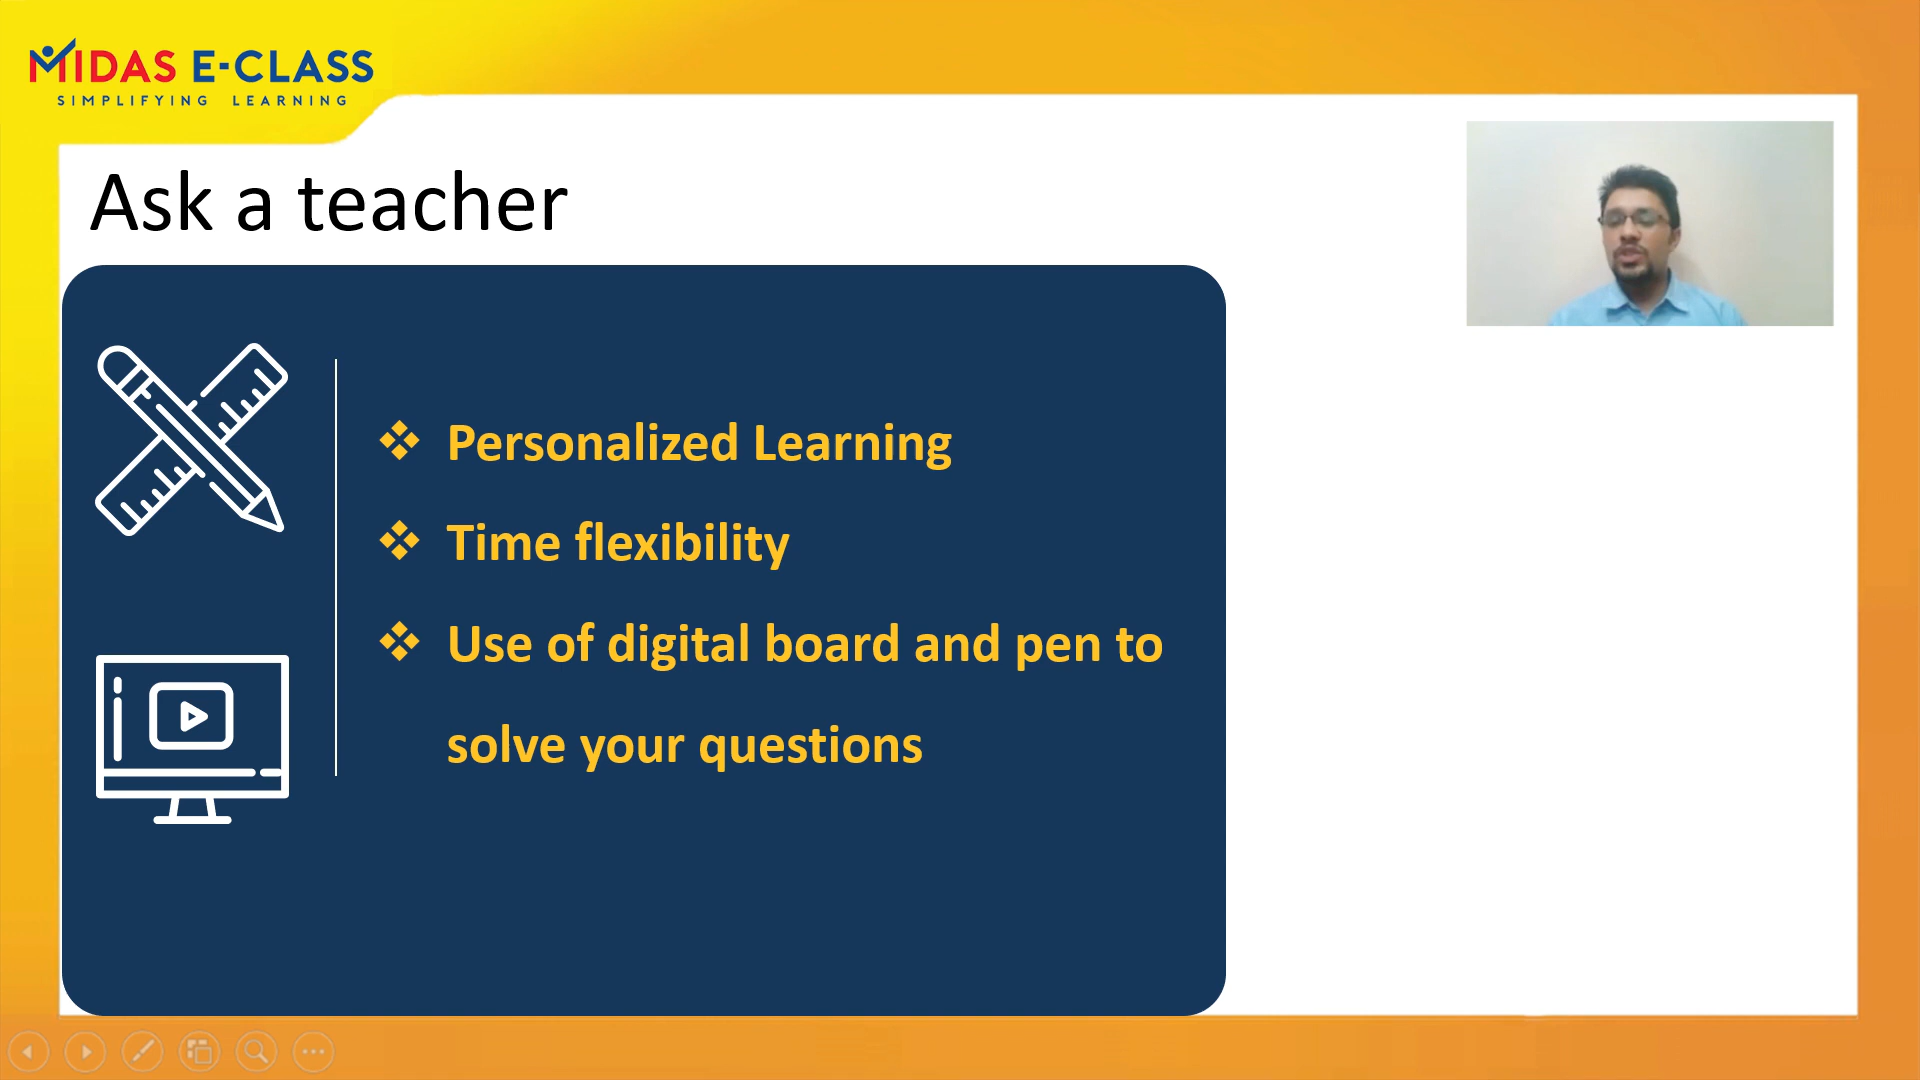 MIDAS E-CLASS
SIMPLIFYING LEARNING
Ask a teacher
❖ Personalized Learning
❖ Time flexibility
❖ Use of digital board and pen to
solve your questions